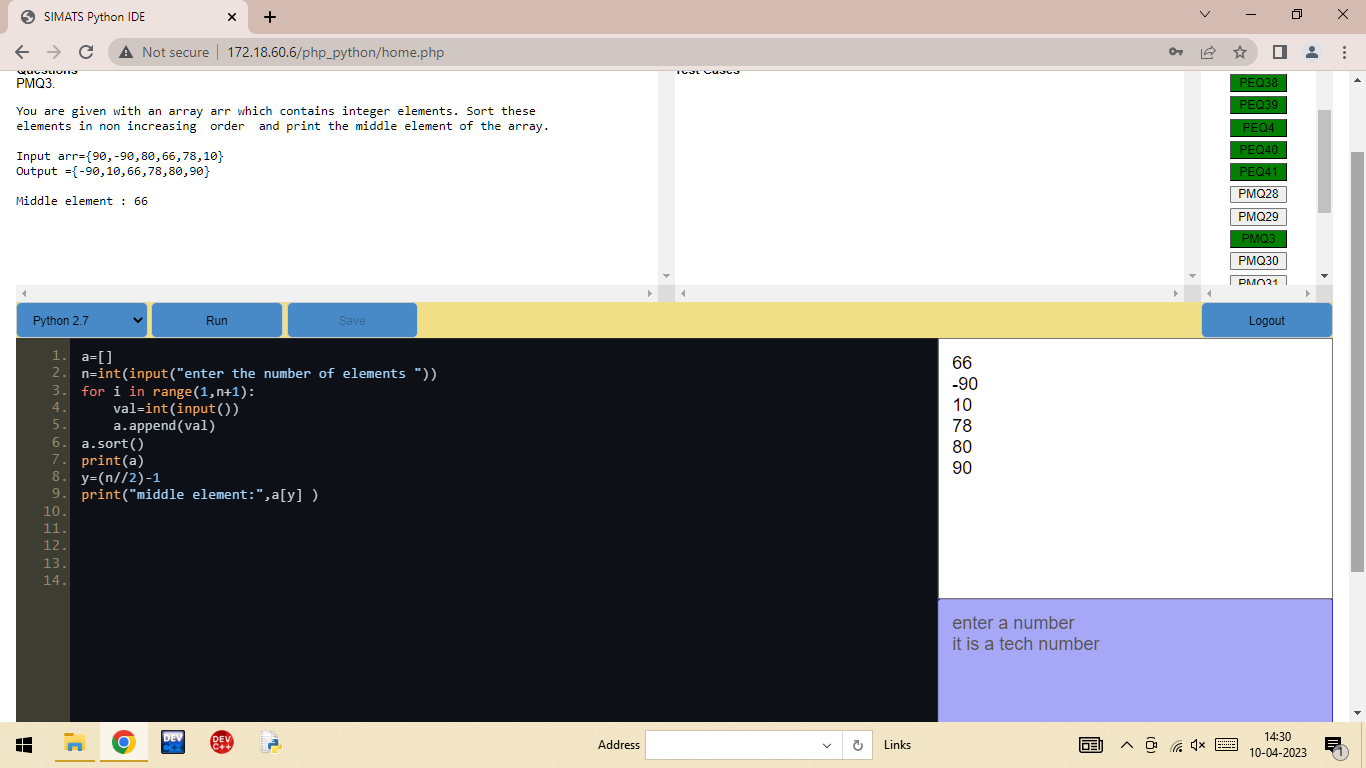 SIMATS Python IDE
Not secure
172.18.60.6/php_python/home.php
Questions
Test Cases
PMQ3.
You are given with an array arr which contains integer elements. Sort these
elements in non increasing  order  and print the middle element of the array.
Input arr={90,-90,80,66,78,10}
Output ={-90,10,66,78,80,90}
Middle element : 66
PEQ38
PEQ39
PEQ4
PEQ40
PEQ41
PMQ28
PMQ29
PMQ3
PMQ30
PMQ31
Python 2.7
Run
Save
Logout
1. a=[]
2. n=int(input("enter the number of elements "))
3. for i in range(1,n+1):
4.     val=int(input())
5.     a.append(val)
6. a.sort()
7. print(a)
8. y=(n//2)-1
9. print("middle element:",a[y] )
10.
11.
12.
13.
14.
66
-90
10
78
80
90
enter a number
it is a tech number
DEV
C++
DEV
C++
Address
Links
14:30
10-04-2023
1